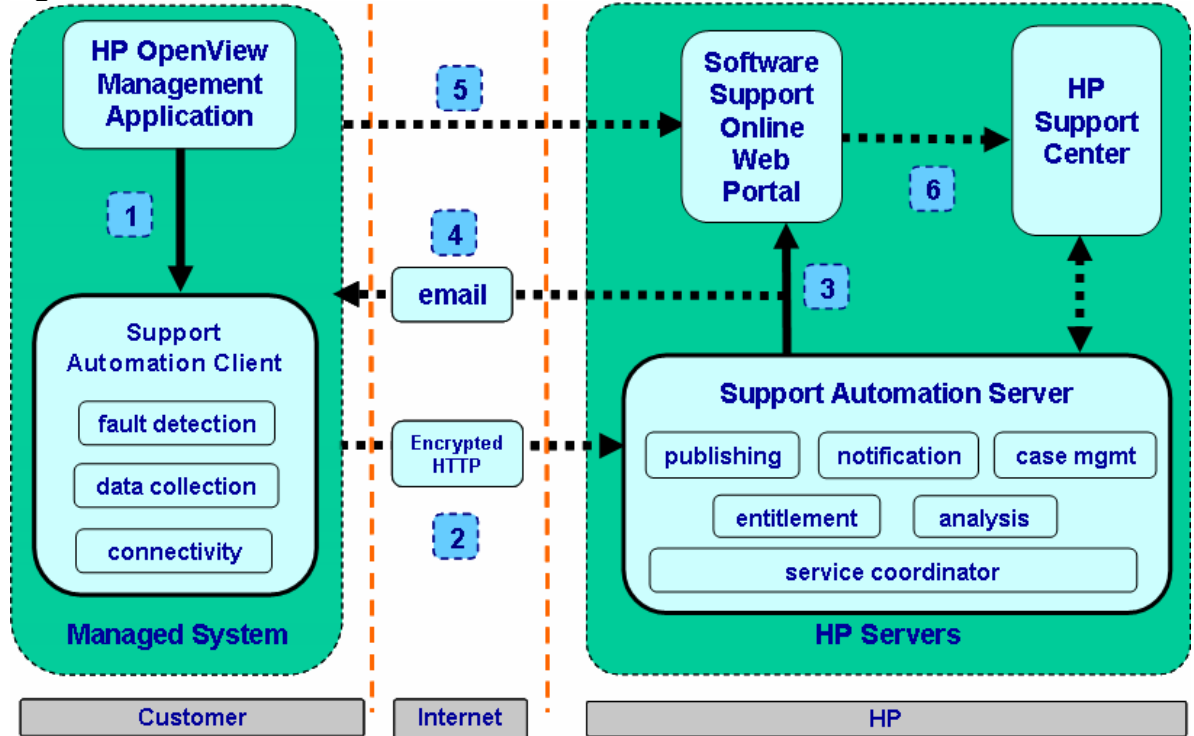 HP OpenView
Management
Application
1
Support
Automation Client
fault detection
data collection
connectivity
Managed System
Customer
5
4
email
Encrypted
HTTP
2
Internet
Software
Support
Online
Web
Portal
HP
Support
Center
6
3
Support Automation Server
publishing
notification
case mgmt
entitlement
analysis
service coordinator
HP Servers
HP